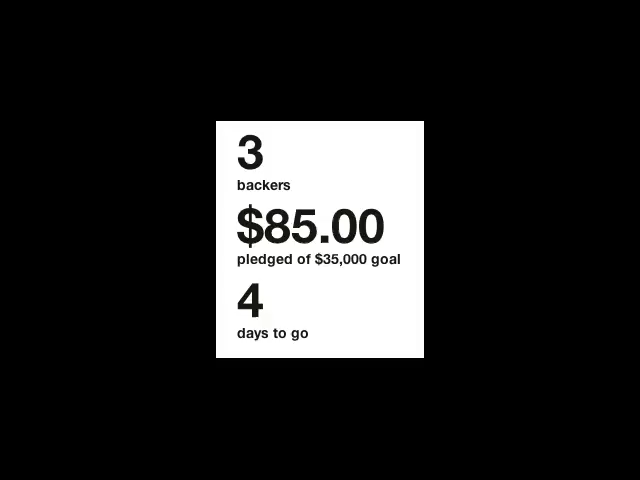 3
backers
$85.00
pledged of $35,000 goal
4
days to go